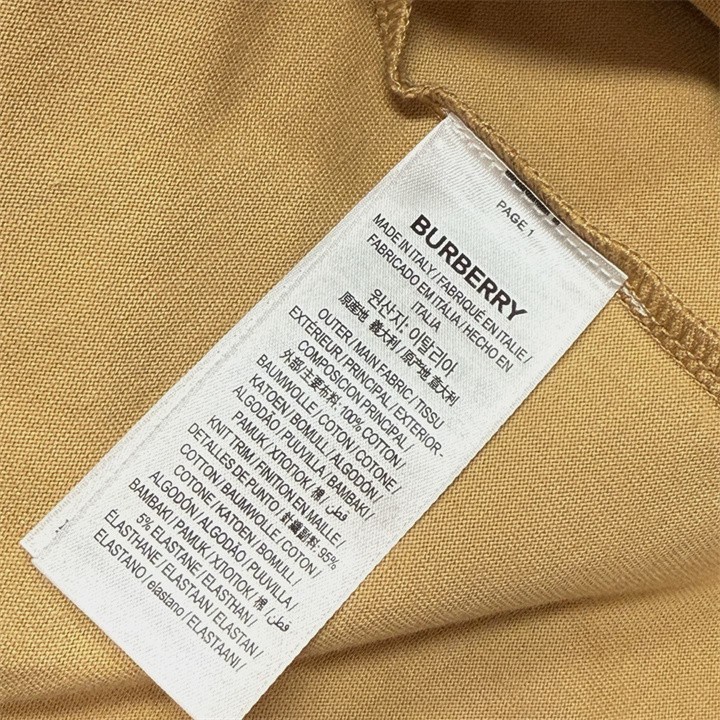 PAGE 1
BURBERRY
MADE IN ITALY / FABRIQUÉ EN ITALIE /
FABRICADO EM ITALIA / HECHO EN
ITALIA
원산지: 이탈리아
原産地 義大利 / 原产地 意大利
OUTER / MAIN FABRIC / TISSU
EXTÉRIEUR / PRINCIPAL / EXTERIOR-
COMPOSICION PRINCIPAL /
外部 / 主要布料: 100% COTTON /
BAUMWOLLE / COTON / COTONE /
KATOEN / BOMULL / ALGODÓN /
ALGODÃO / PUUVILLA / BAMBAKI /
PAMUK / ХЛОПОК / 棉 / قطن
KNIT TRIM / FINITION EN MAILLE /
DETALLES DE PUNTO / 針織副料: 95%
COTTON / BAUMWOLLE / COTON /
COTONE / KATOEN / BOMULL /
ALGODÓN / ALGODÃO / PUUVILLA /
BAMBAKI / PAMUK / ХЛОПОК / 棉 / قطن /
5% ELASTANE / ELASTHAN /
ÉLASTHANE / ELASTAAN / ELASTAN /
ELASTANO / elastano / ELASTAANI /